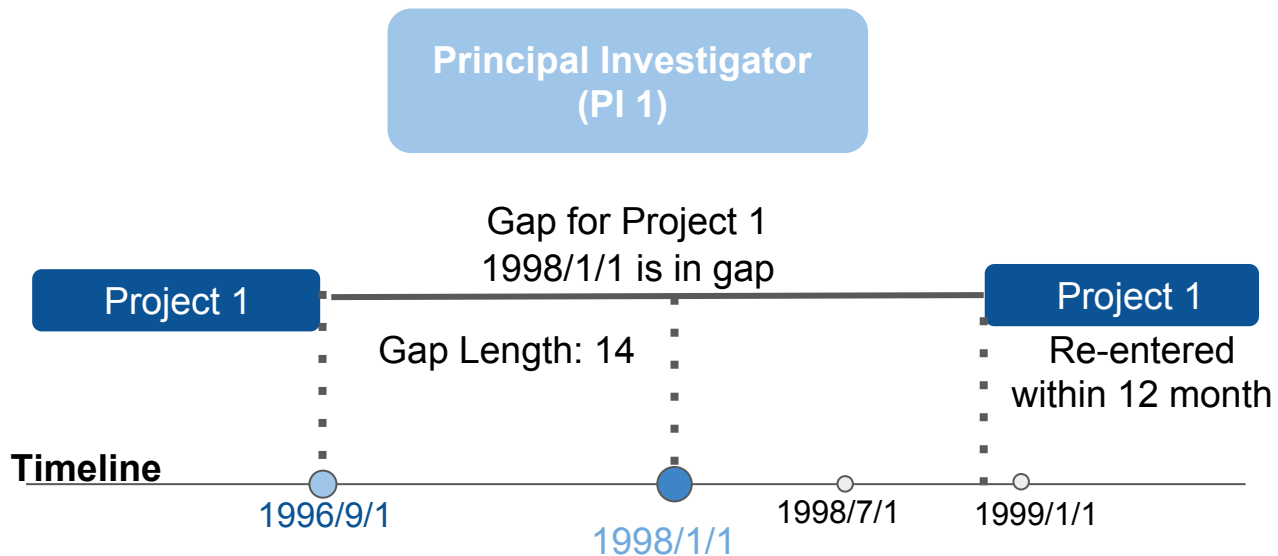 Principal Investigator
(PI 1)
Gap for Project 1
1998/1/1 is in gap
Project 1
Project 1
Gap Length: 14
Re-entered
within 12 month
Timeline
1996/9/1
1998/1/1
1998/7/1
1999/1/1